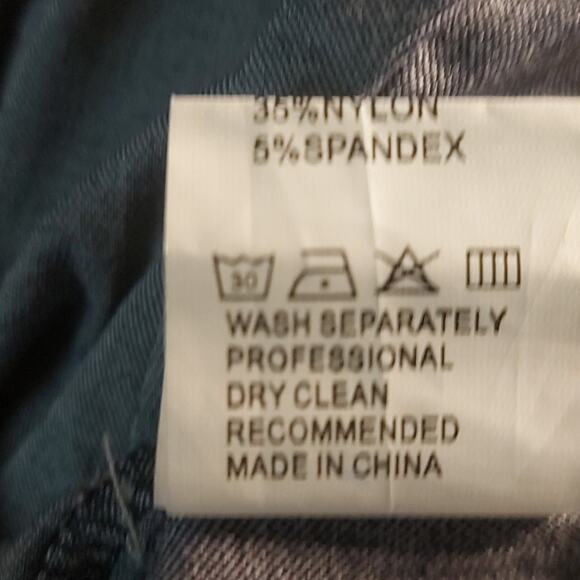 35%NYLON
5%SPANDEX
30
WASH SEPARATELY
PROFESSIONAL
DRY CLEAN
RECOMMENDED
MADE IN CHINA